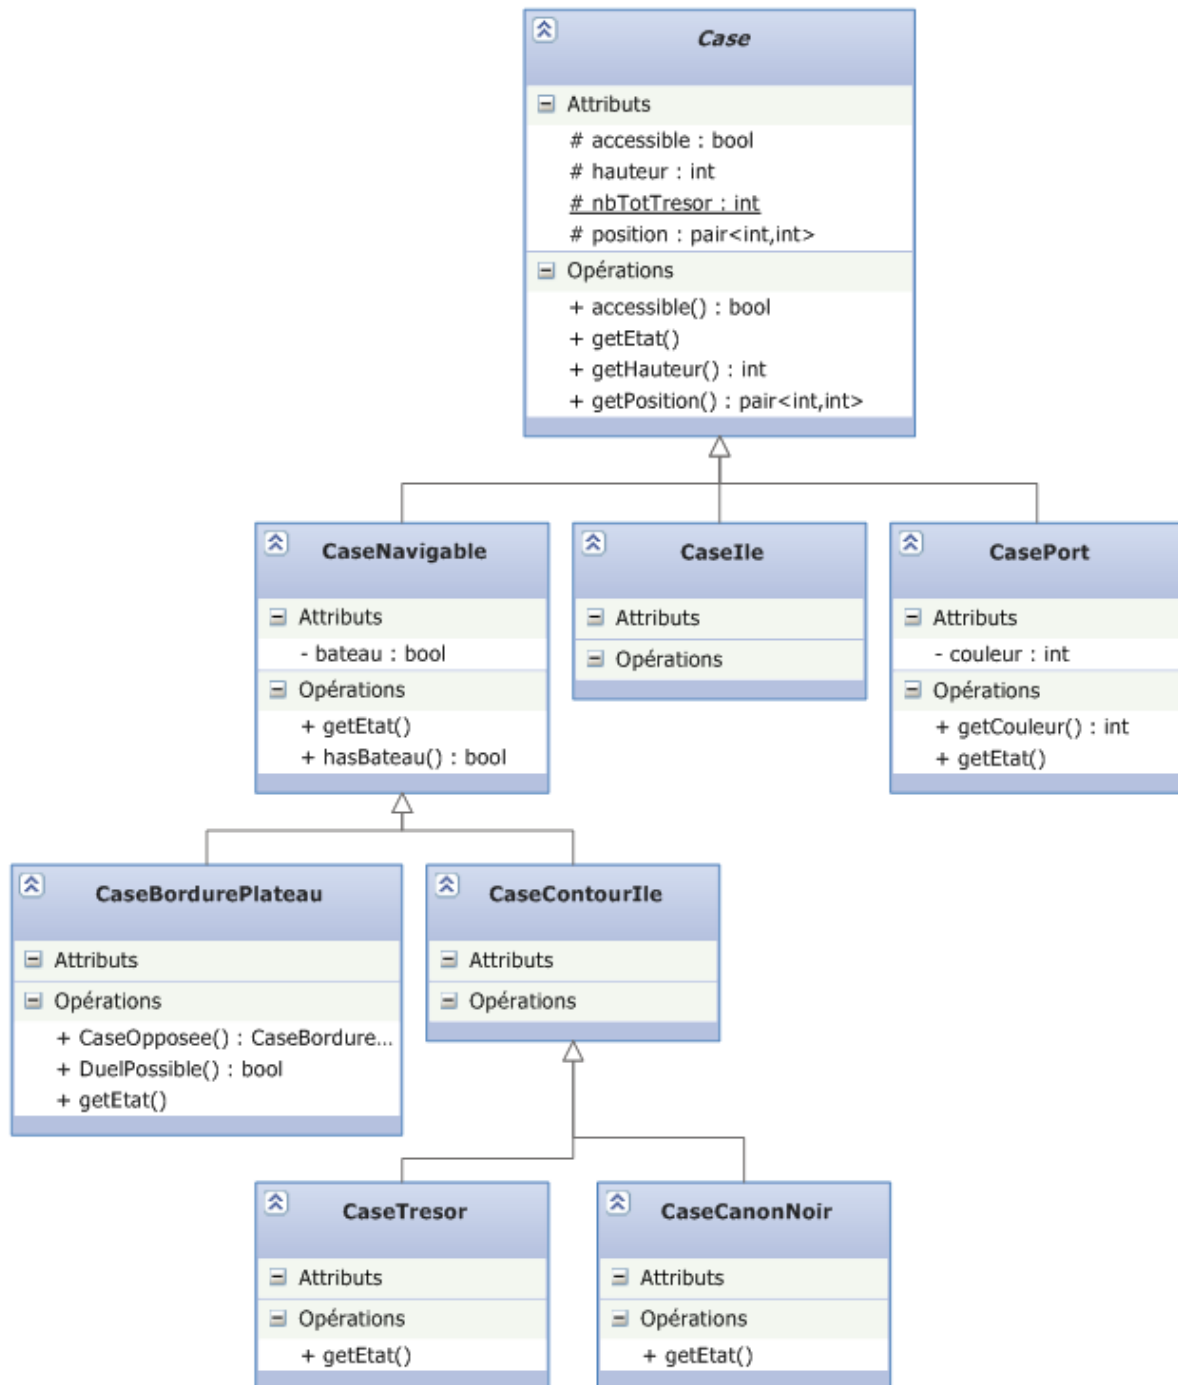 Case
Attributs
# accessible : bool
# hauteur : int
# nbTotTresor : int
# position : pair<int,int>
Opérations
+ accessible() : bool
+ getEtat()
+ getHauteur() : int
+ getPosition() : pair<int,int>
CaseNavigable
Attributs
- bateau : bool
Opérations
+ getEtat()
+ hasBateau() : bool
CaseIle
Attributs
Opérations
CasePort
Attributs
- couleur : int
Opérations
+ getCouleur() : int
+ getEtat()
CaseBordurePlateau
Attributs
Opérations
+ CaseOpposee() : CaseBordure...
+ DuelPossible() : bool
+ getEtat()
CaseContourIle
Attributs
Opérations
CaseTresor
Attributs
Opérations
+ getEtat()
CaseCanonNoir
Attributs
Opérations
+ getEtat()